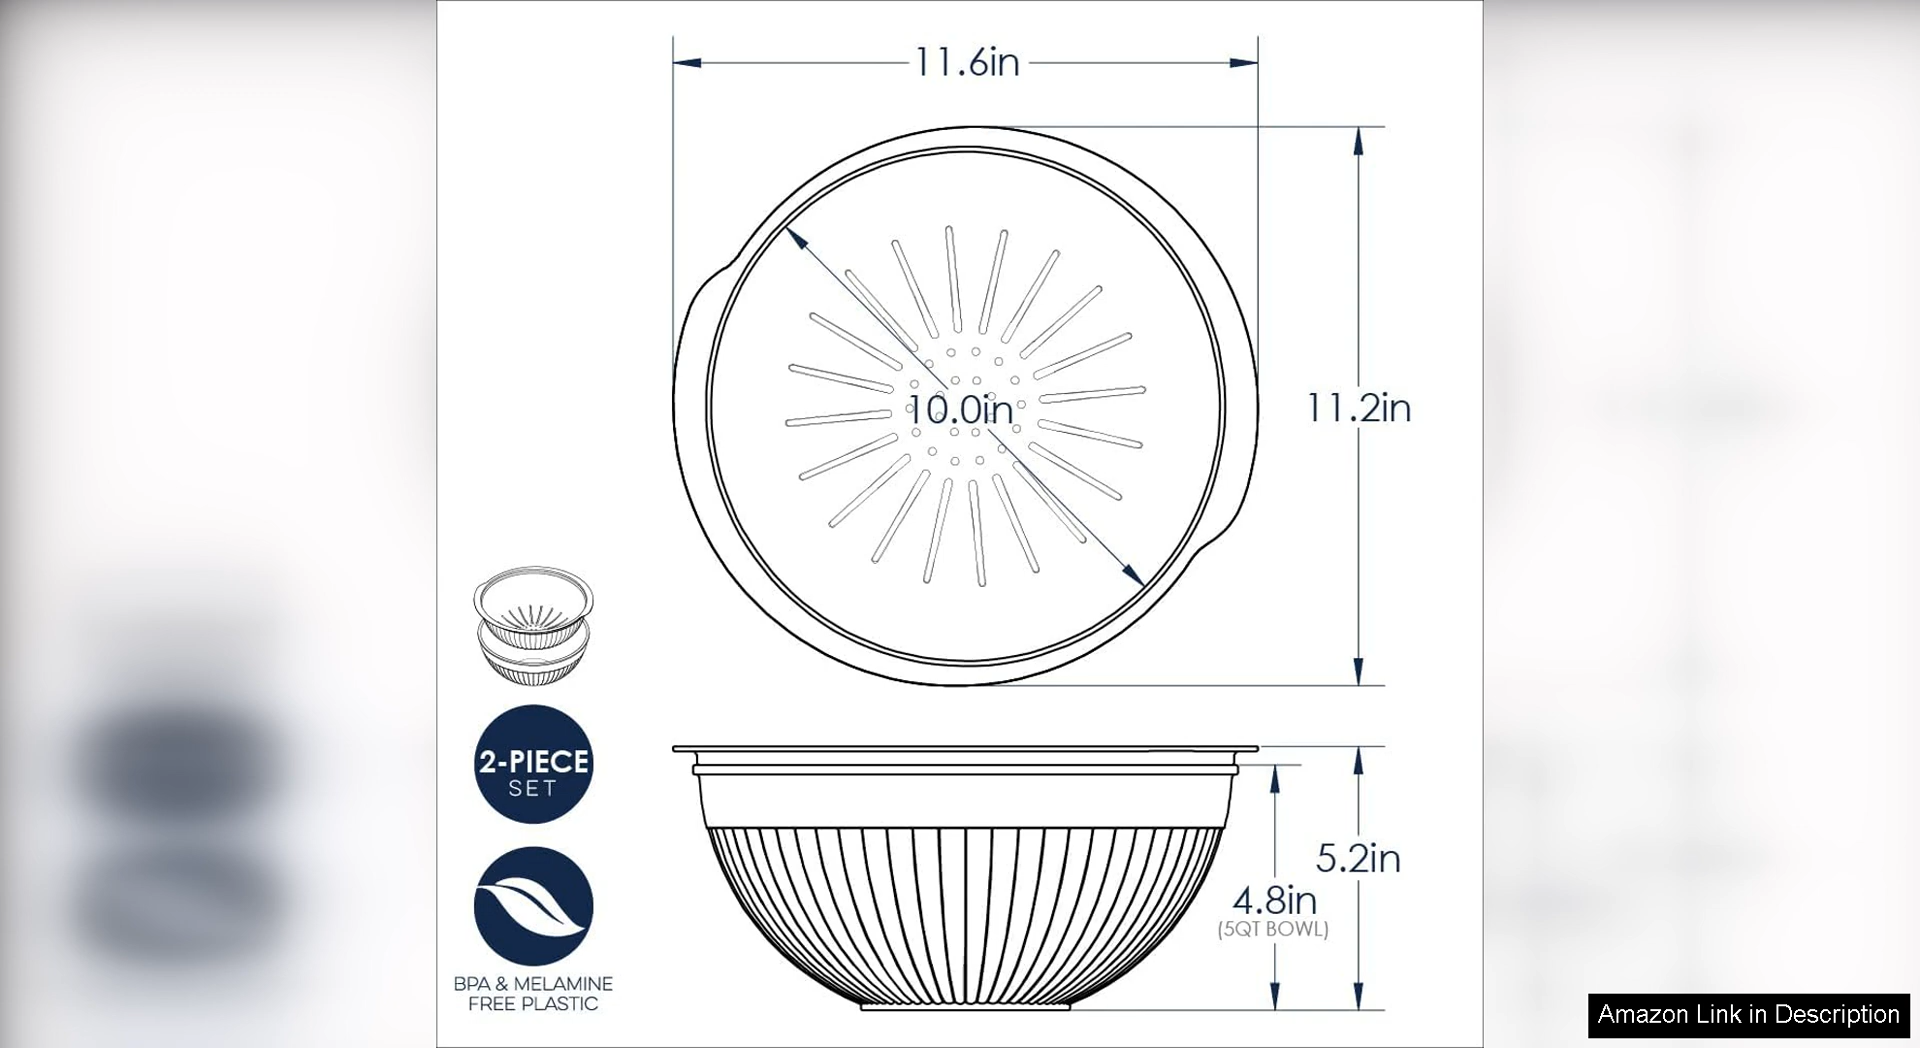 11.6in
10.0in
11.2in
2-PIECE
SET
5.2in
4.8in
(5QT BOWL)
BPA & MELAMINE
FREE PLASTIC
Amazon Link in Description